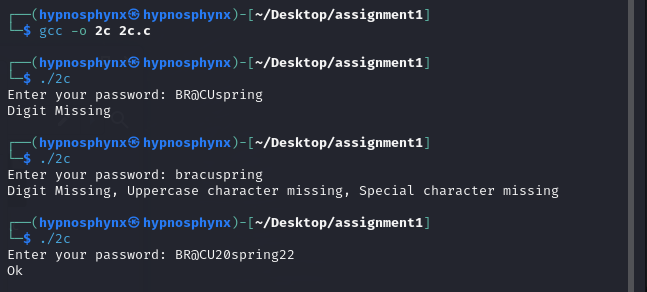 ┌──(hypnosphynx㉿hypnosphynx)-[~/Desktop/assignment1]
└─$ gcc -o 2c 2c.c
┌──(hypnosphynx㉿hypnosphynx)-[~/Desktop/assignment1]
└─$ ./2c
Enter your password: BR@CUspring
Digit Missing
┌──(hypnosphynx㉿hypnosphynx)-[~/Desktop/assignment1]
└─$ ./2c
Enter your password: bracuspring
Digit Missing, Uppercase character missing, Special character missing
┌──(hypnosphynx㉿hypnosphynx)-[~/Desktop/assignment1]
└─$ ./2c
Enter your password: BR@CU20spring22
Ok